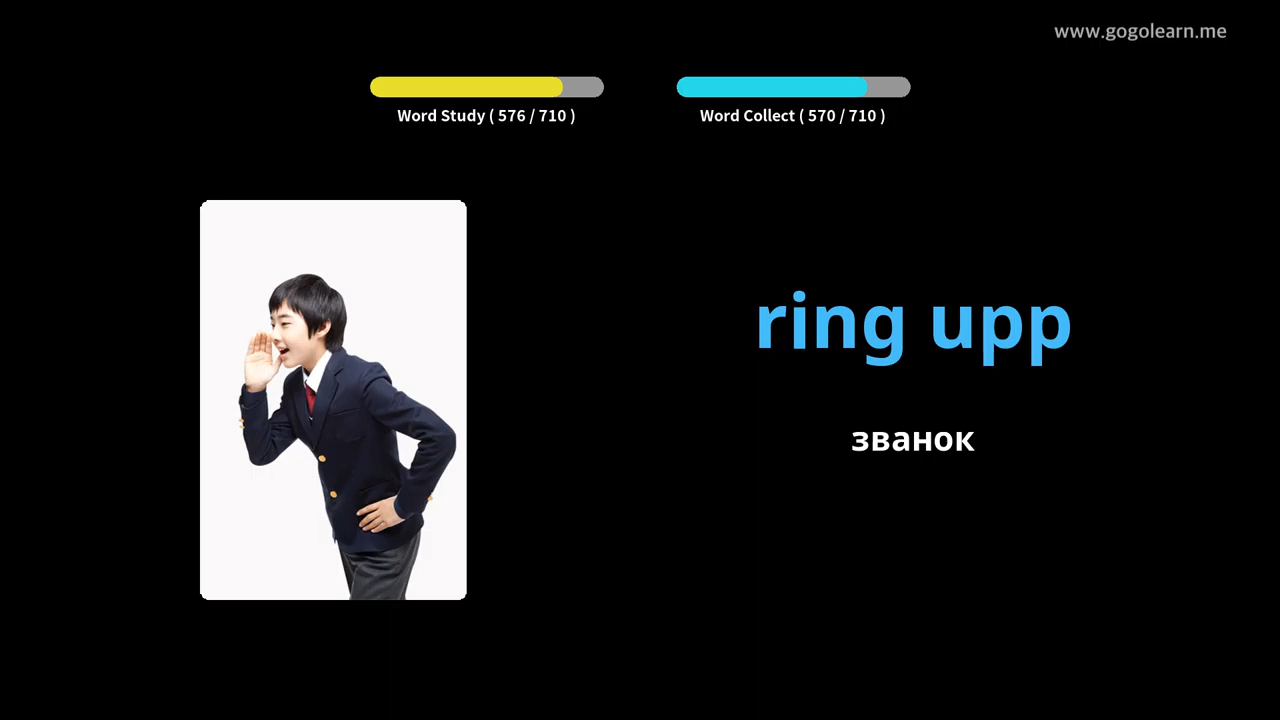 www.gogolearn.me
Word Study ( 576 / 710 )
Word Collect ( 570 / 710 )
ring upp
званок